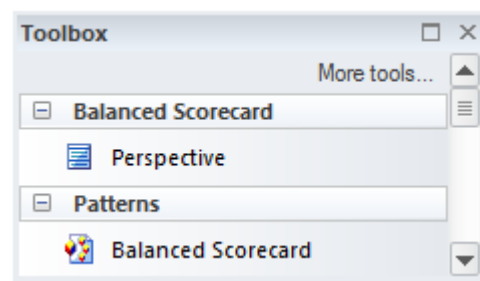 Toolbox
More tools...
Balanced Scorecard
Perspective
Patterns
Balanced Scorecard